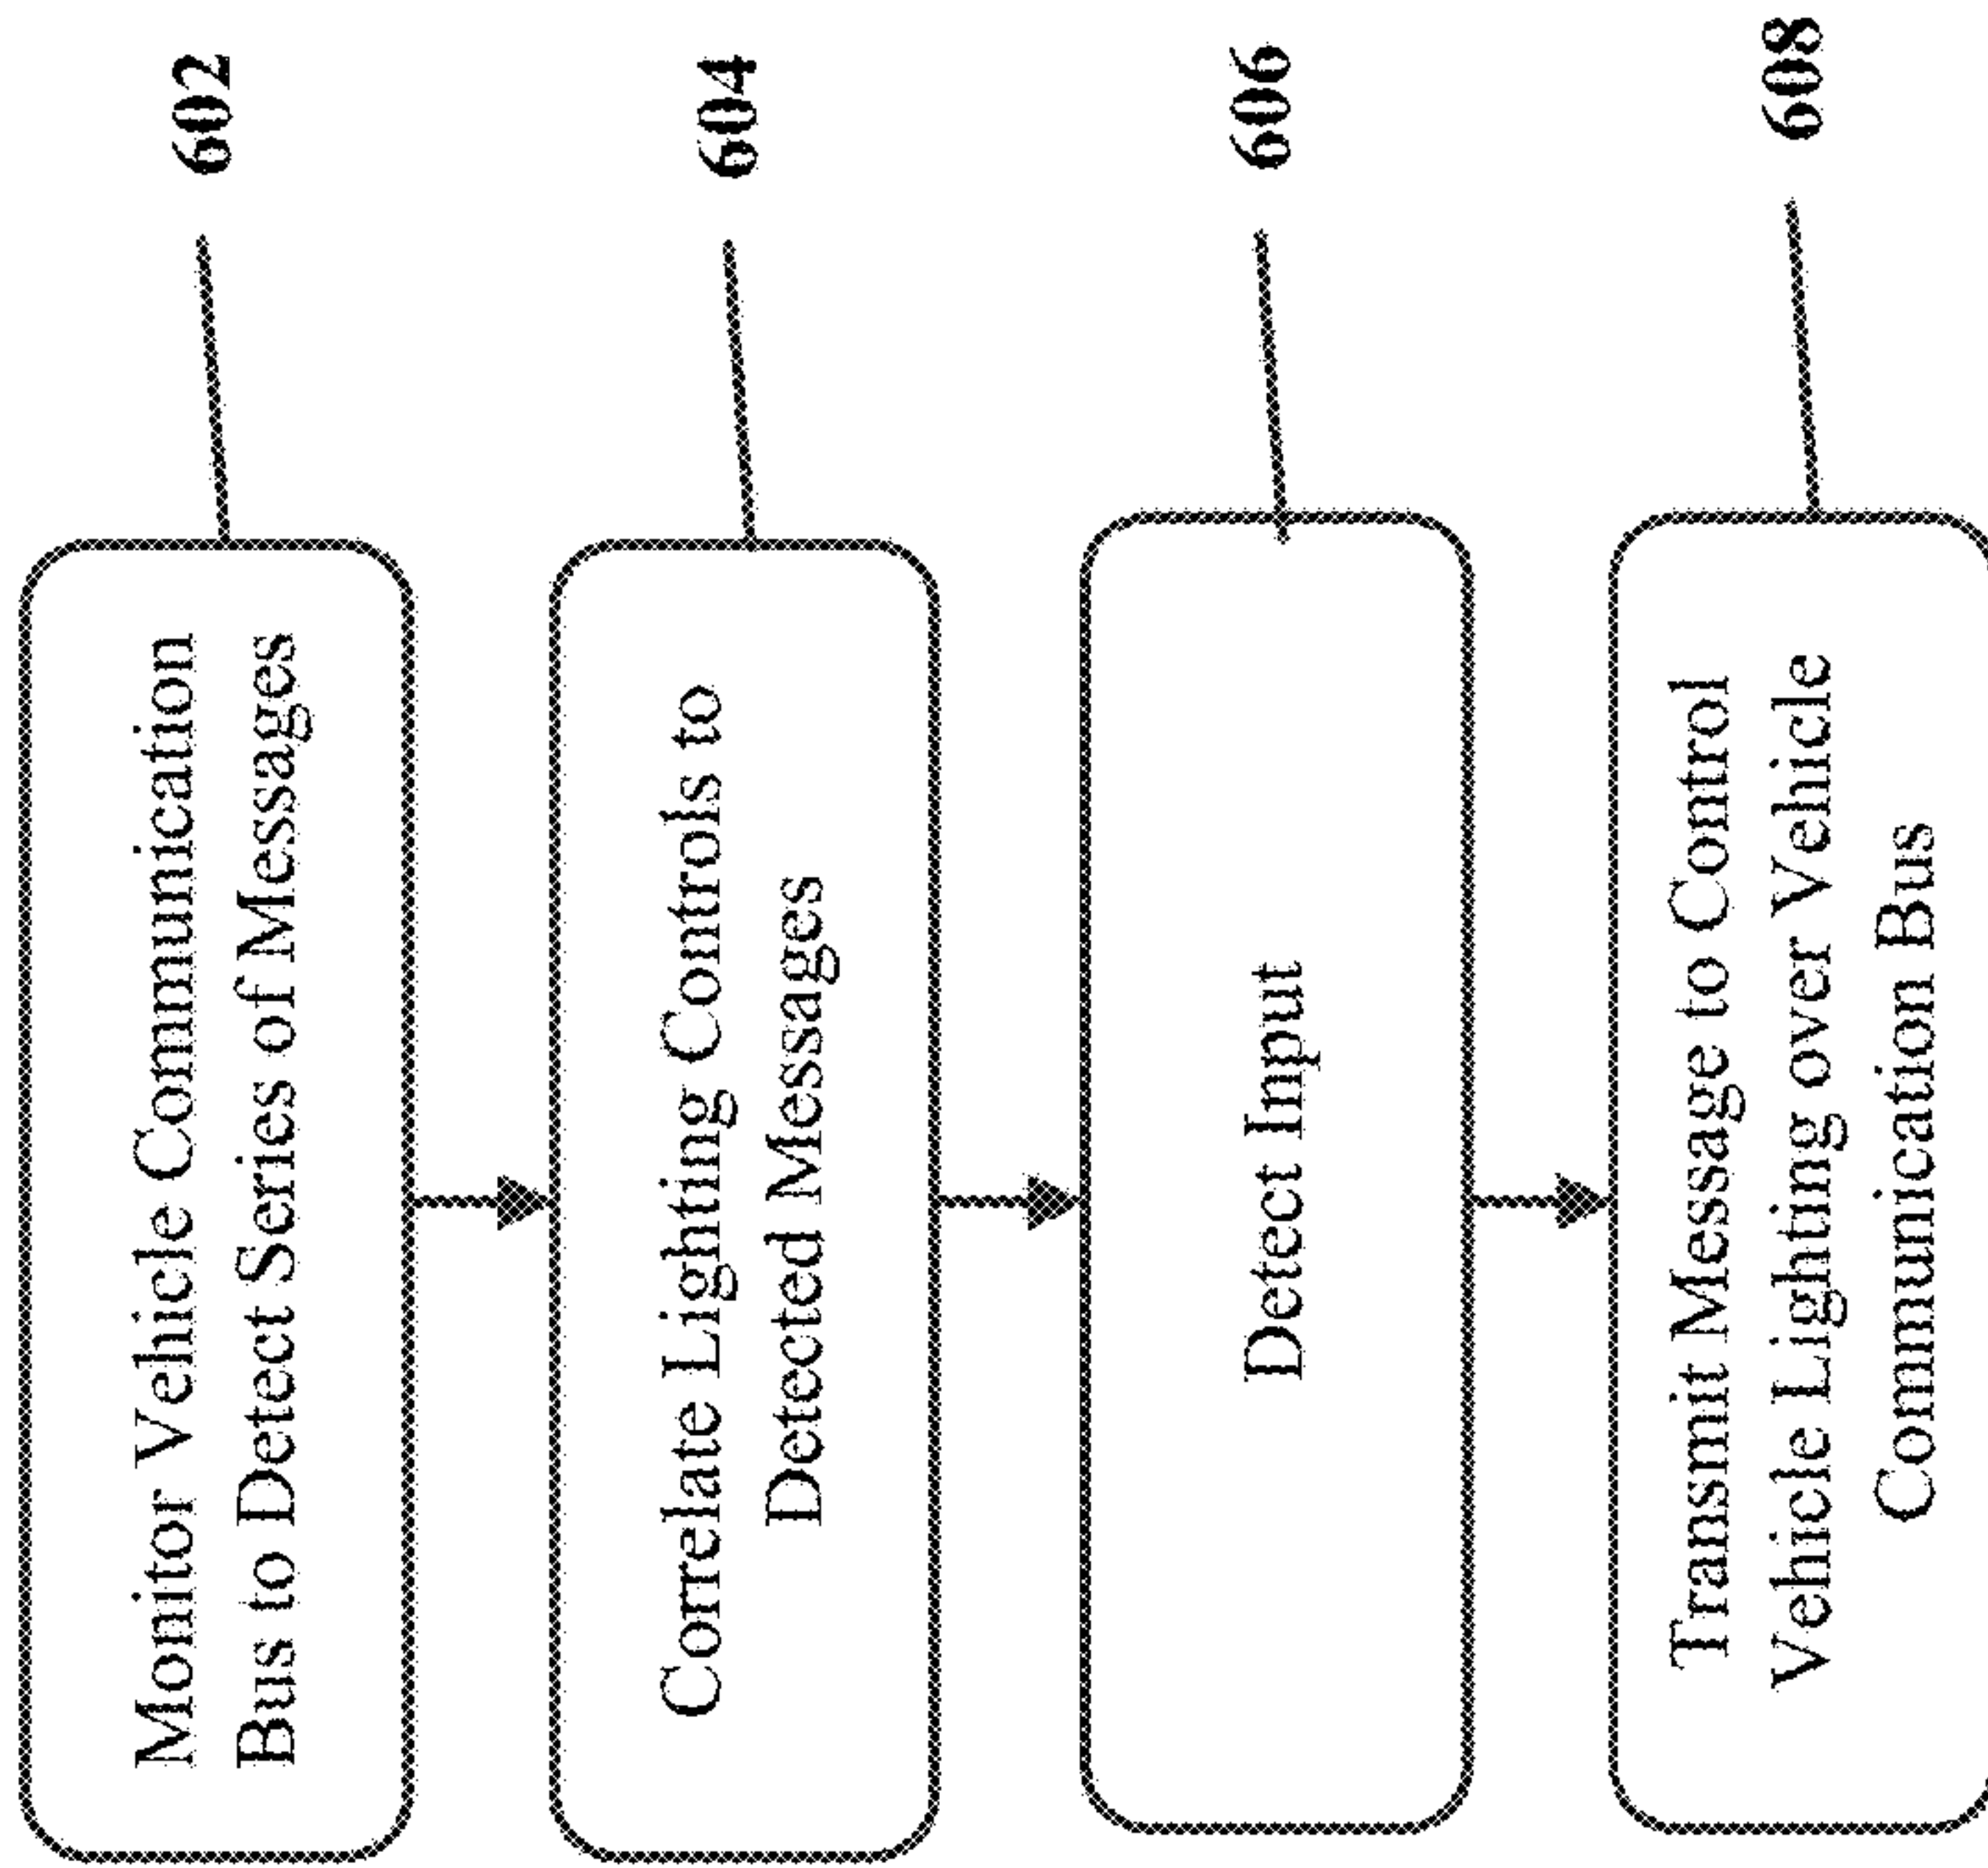 Monitor Vehicle Communication
Bus to Detect Series of Messages
602
Correlate Lighting Controls to
Detected Messages
604
Detect Input
606
Transmit Message to Control
Vehicle Lighting over Vehicle
Communication Bus
608